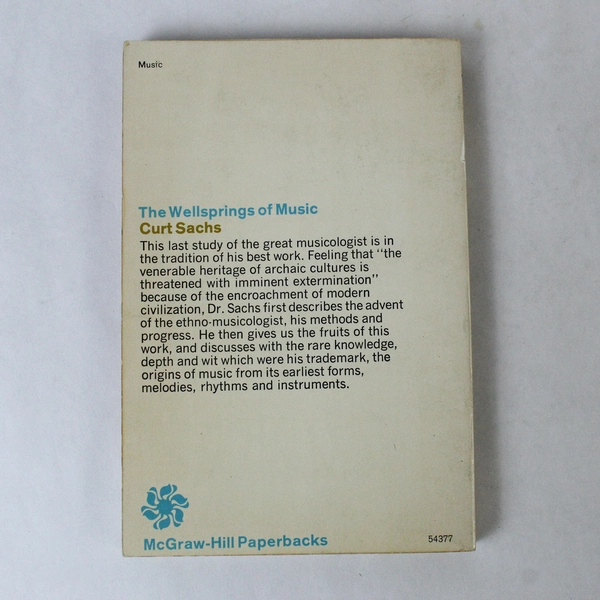 Music
The Wellsprings of Music
Curt Sachs
This last study of the great musicologist is in
the tradition of his best work. Feeling that "the
venerable heritage of archaic cultures is
threatened with imminent extermination"
because of the encroachment of modern
civilization, Dr. Sachs first describes the advent
of the ethno-musicologist, his methods and
progress. He then gives us the fruits of this
work, and discusses with the rare knowledge,
depth and wit which were his trademark, the
origins of music from its earliest forms,
melodies, rhythms and instruments.
McGraw-Hill Paperbacks
54377